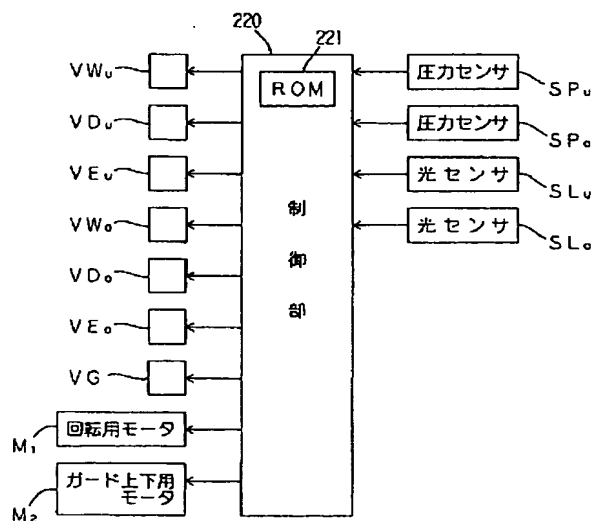 220
221
ROM
制御部
VWu
VDu
VEu
VWo
VDo
VEo
VG
M1
回転用モータ
M2
ガード上下用
モータ
圧力センサ
SPu
圧力センサ
SPo
光センサ
SLu
光センサ
SLo